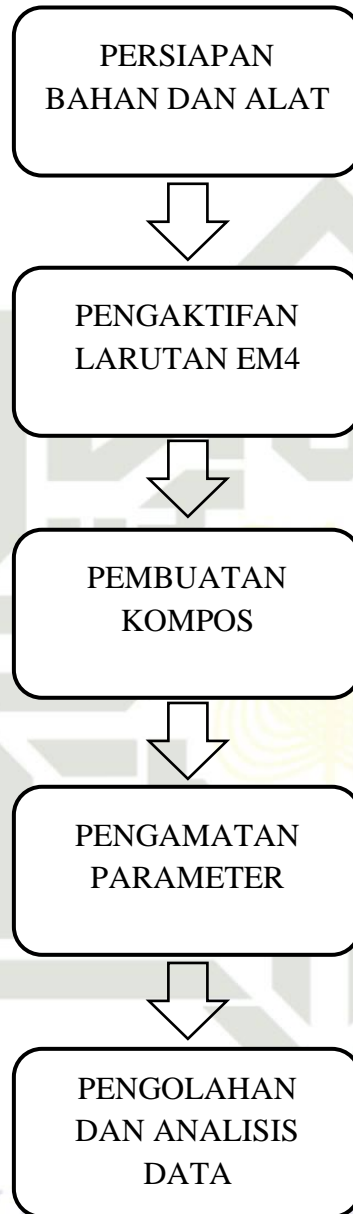 PERSIAPAN
BAHAN DAN ALAT
PENGAKTIFAN
LARUTAN EM4
PEMBUATAN
KOMPOS
PENGAMATAN
PARAMETER
PENGOLAHAN
DAN ANALISIS
DATA